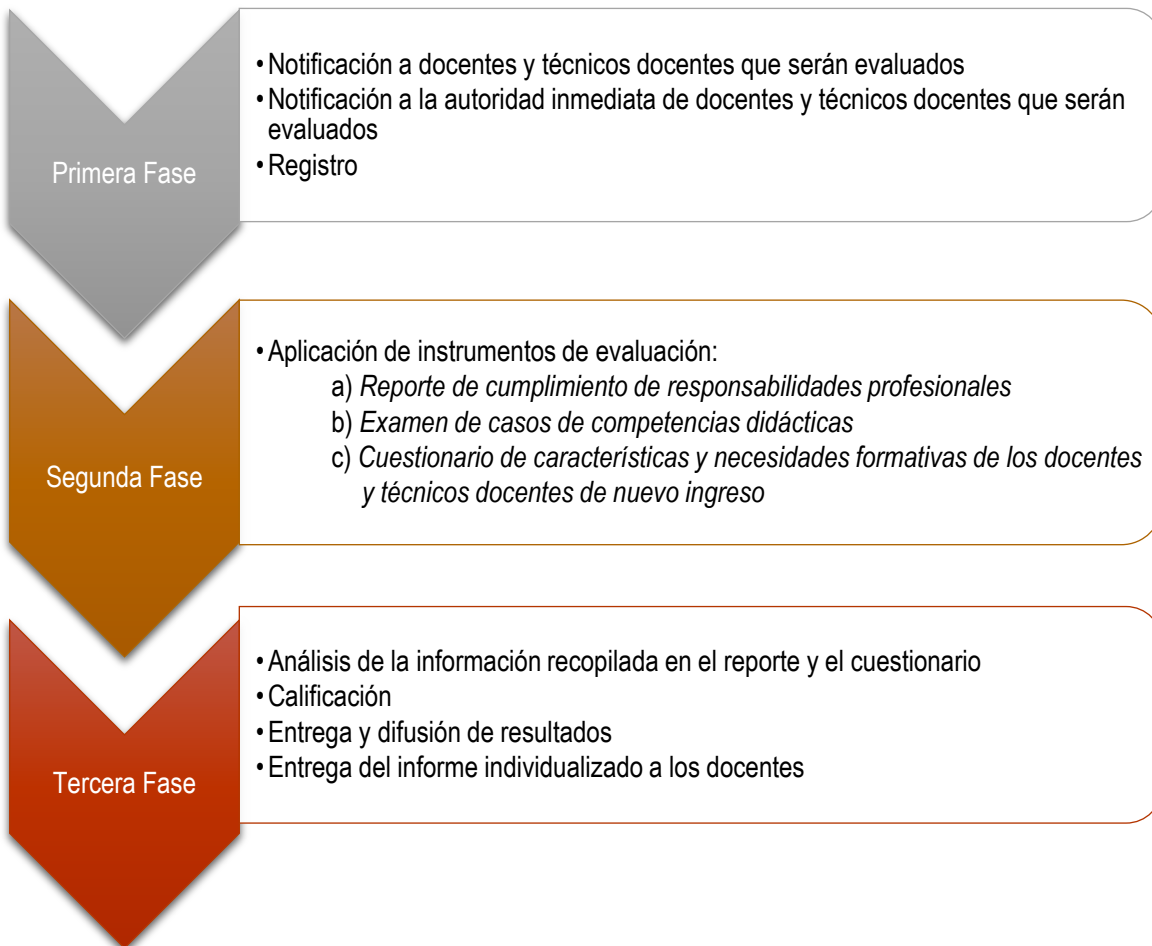 Primera Fase
•Notificación a docentes y técnicos docentes que serán evaluados
•Notificación a la autoridad inmediata de docentes y técnicos docentes que serán
evaluados
•Registro
Segunda Fase
•Aplicación de instrumentos de evaluación:
a) Reporte de cumplimiento de responsabilidades profesionales
b) Examen de casos de competencias didácticas
c) Cuestionario de características y necesidades formativas de los docentes
y técnicos docentes de nuevo ingreso
Tercera Fase
•Análisis de la información recopilada en el reporte y el cuestionario
•Calificación
•Entrega y difusión de resultados
•Entrega del informe individualizado a los docentes